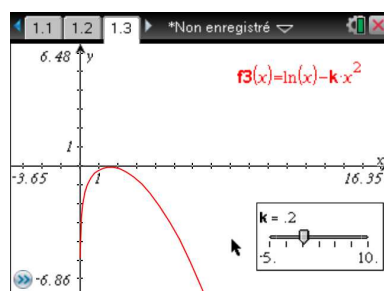 1.1 1.2 1.3 *Non enregistré
6.48 y
f3(x)=ln(x)−k·x²
1
x
-3.65 1 16.35
k = .2
-5. 10.
-6.86